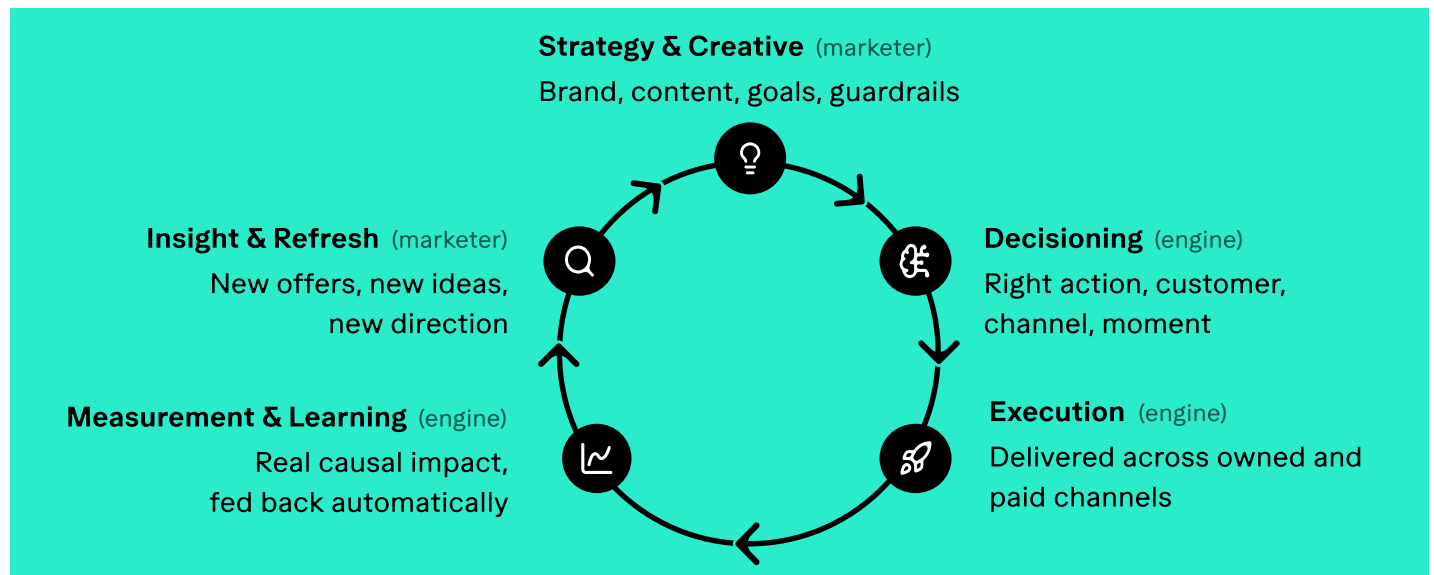 Strategy & Creative (marketer)
Brand, content, goals, guardrails
Decisioning (engine)
Right action, customer,
channel, moment
Execution (engine)
Delivered across owned and
paid channels
Measurement & Learning (engine)
Real causal impact,
fed back automatically
Insight & Refresh (marketer)
New offers, new ideas,
new direction